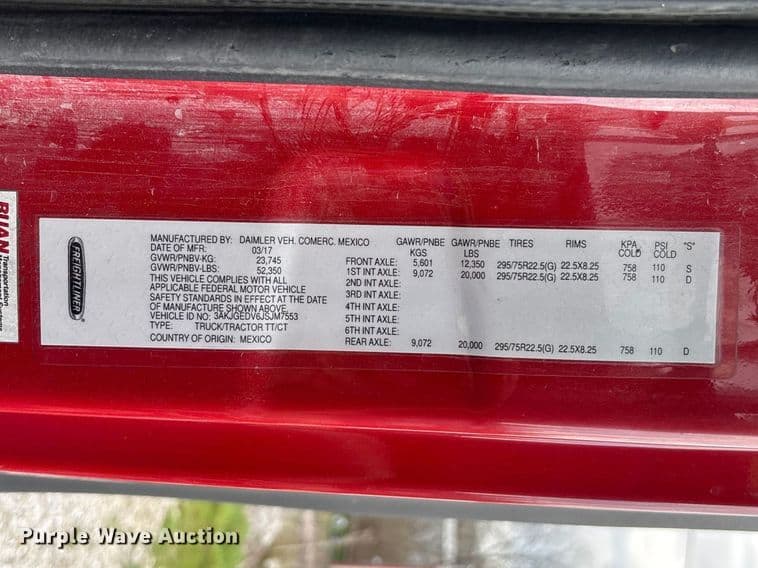 RUAN
Transportation
Management Systems
FREIGHTLINER
MANUFACTURED BY: DAIMLER VEH. COMERC. MEXICO
DATE OF MFR: 03/17
GVWR/PNBV-KG: 23,745
GVWR/PNBV-LBS: 52,350
THIS VEHICLE COMPLIES WITH ALL
APPLICABLE FEDERAL MOTOR VEHICLE
SAFETY STANDARDS IN EFFECT AT THE DATE
OF MANUFACTURE SHOWN ABOVE.
VEHICLE ID NO: 3AKJGEDV6JSJM7553
TYPE: TRUCK/TRACTOR TT/CT
COUNTRY OF ORIGIN: MEXICO
GAWR/PNBE KGS GAWR/PNBE LBS TIRES RIMS KPA COLD PSI COLD "S"
FRONT AXLE: 5,601 12,350 295/75R22.5(G) 22.5X8.25 758 110 S
1ST INT AXLE: 9,072 20,000 295/75R22.5(G) 22.5X8.25 758 110 D
2ND INT AXLE:
3RD INT AXLE:
4TH INT AXLE:
5TH INT AXLE:
6TH INT AXLE:
REAR AXLE: 9,072 20,000 295/75R22.5(G) 22.5X8.25 758 110 D
Purple Wave Auction